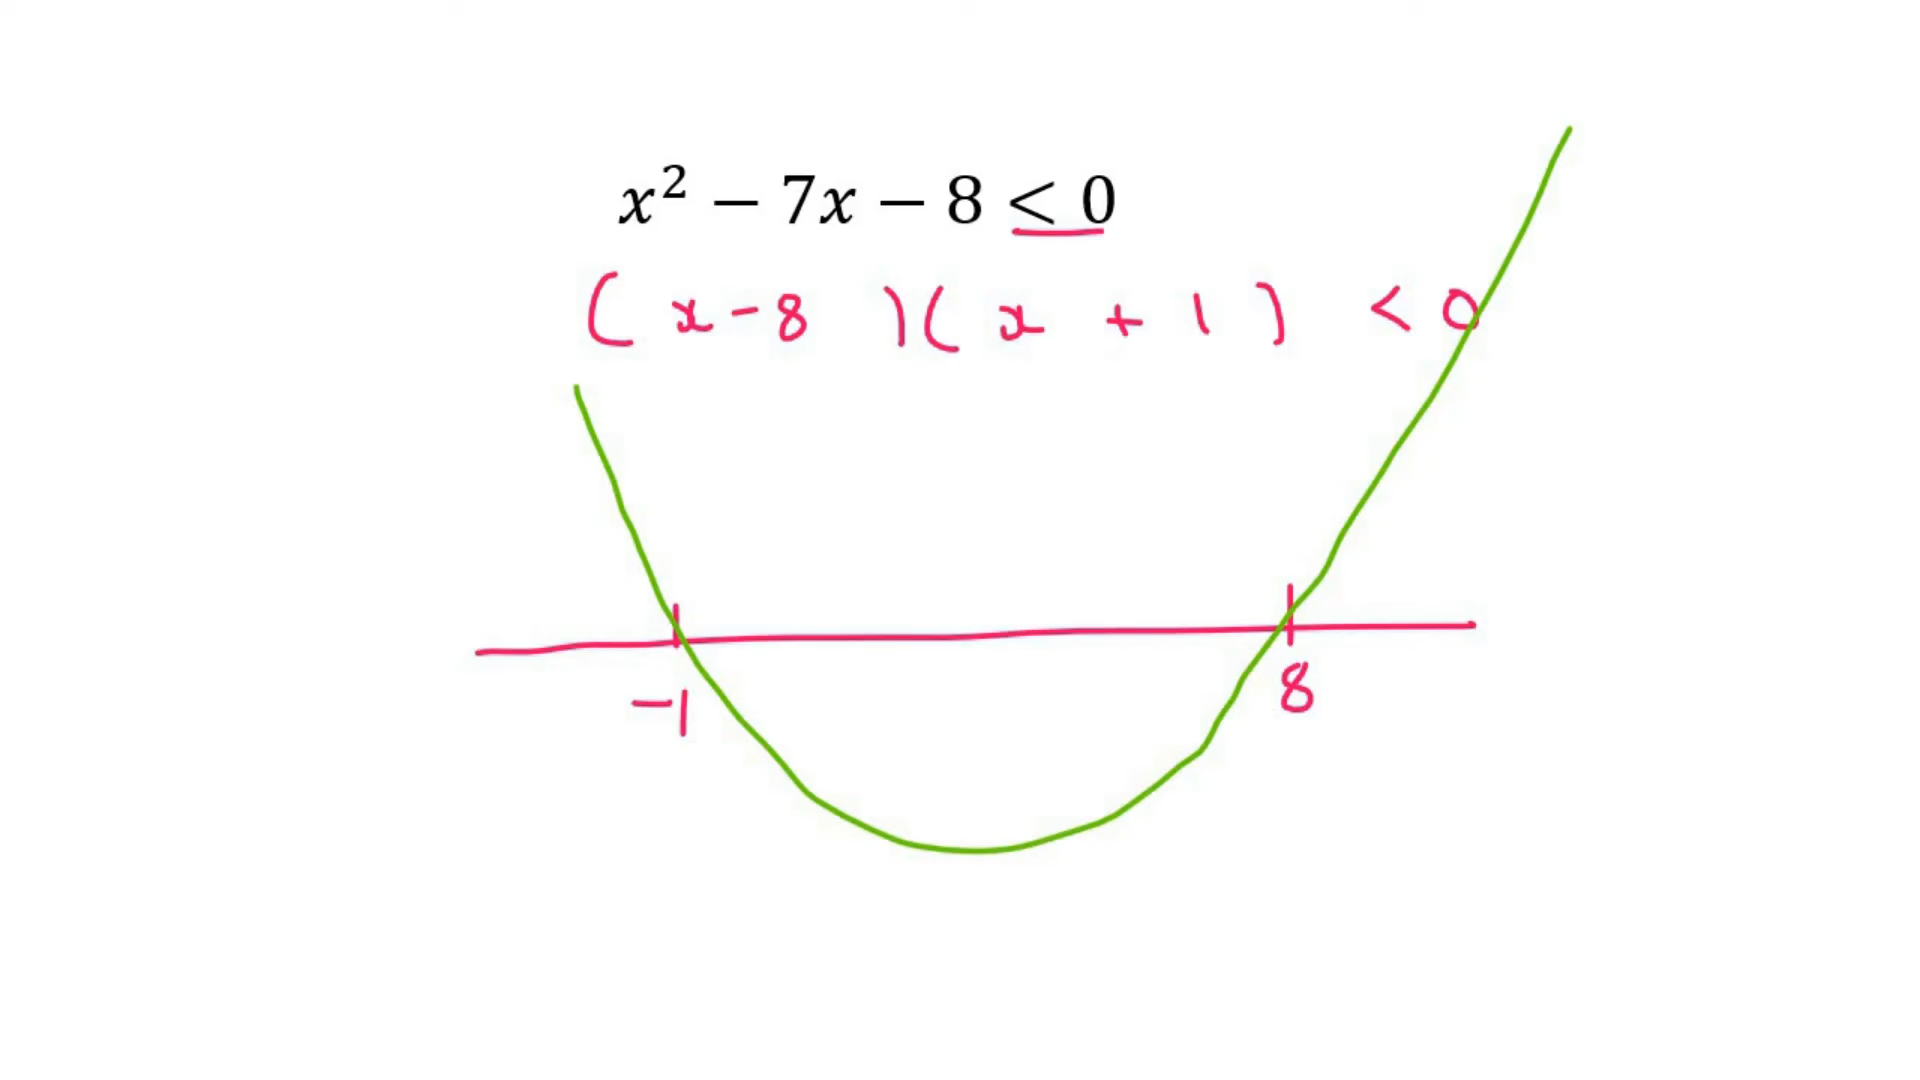 x² − 7x − 8 < 0
(x-8)(x + 1) < 0
-1 8